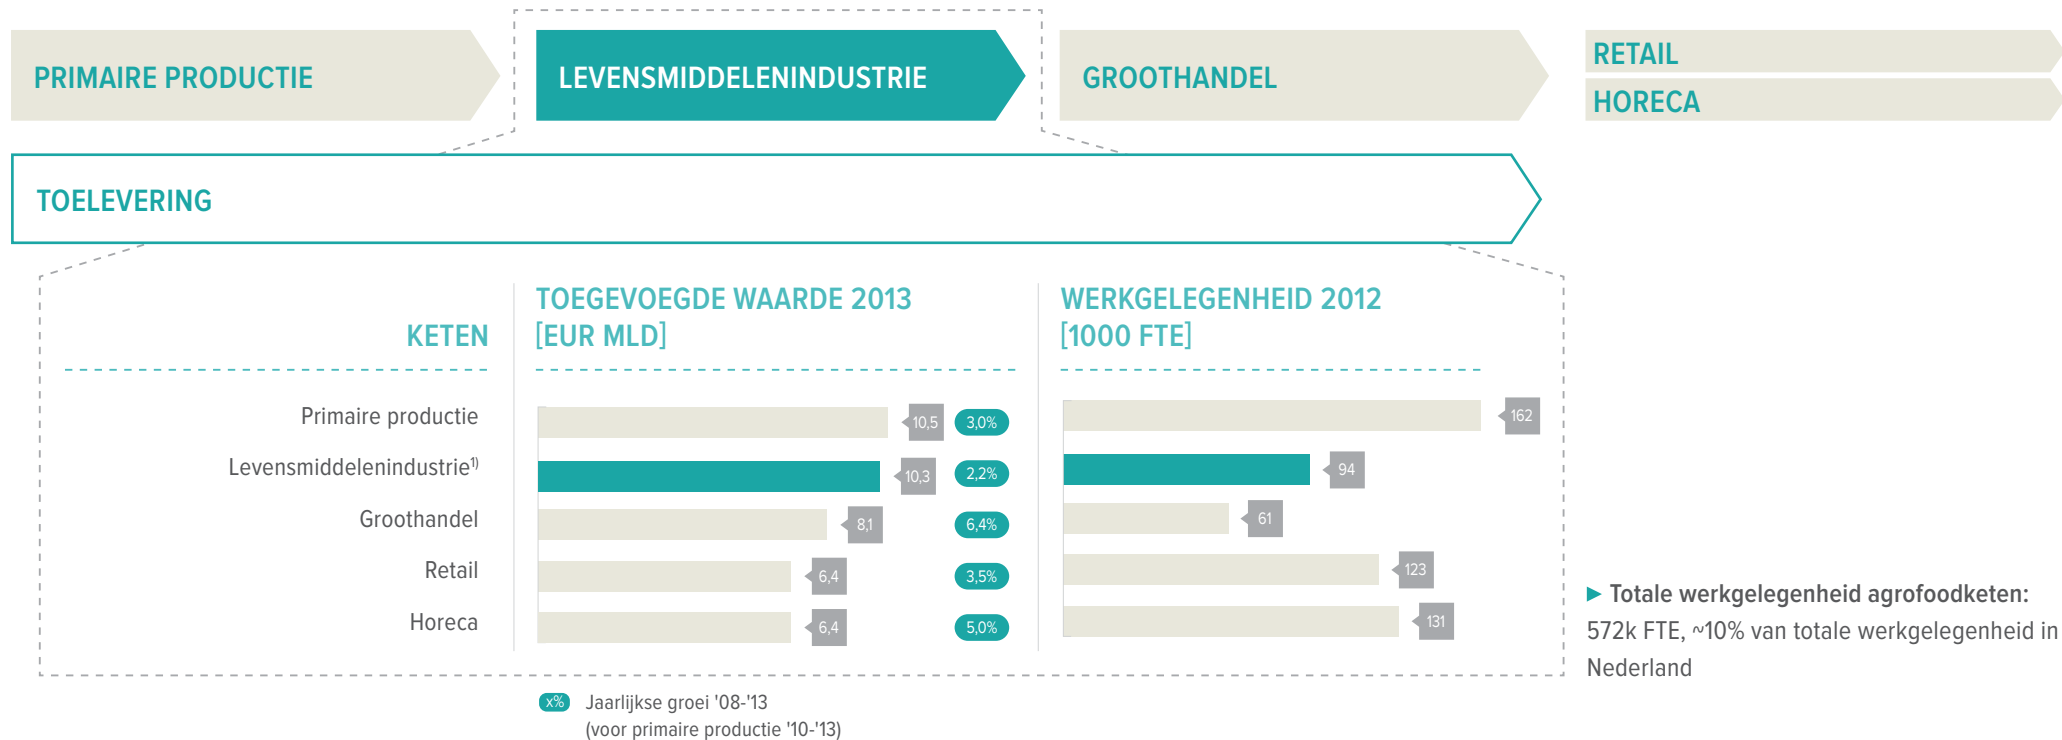 PRIMAIRE PRODUCTIE
LEVENSMIDDELENINDUSTRIE
GROOTHANDEL
RETAIL
HORECA
TOELEVERING
KETEN
TOEGEVOEGDE WAARDE 2013
[EUR MLD]
WERKGELEGENHEID 2012
[1000 FTE]
Primaire productie 10,5 3,0% 162
Levensmiddelenindustrie¹⁾ 10,3 2,2% 94
Groothandel 8,1 6,4% 61
Retail 6,4 3,5% 123
Horeca 6,4 5,0% 131
► Totale werkgelegenheid agrofoodketen:
572k FTE, ~10% van totale werkgelegenheid in
Nederland
x% Jaarlijkse groei '08-'13
(voor primaire productie '10-'13)